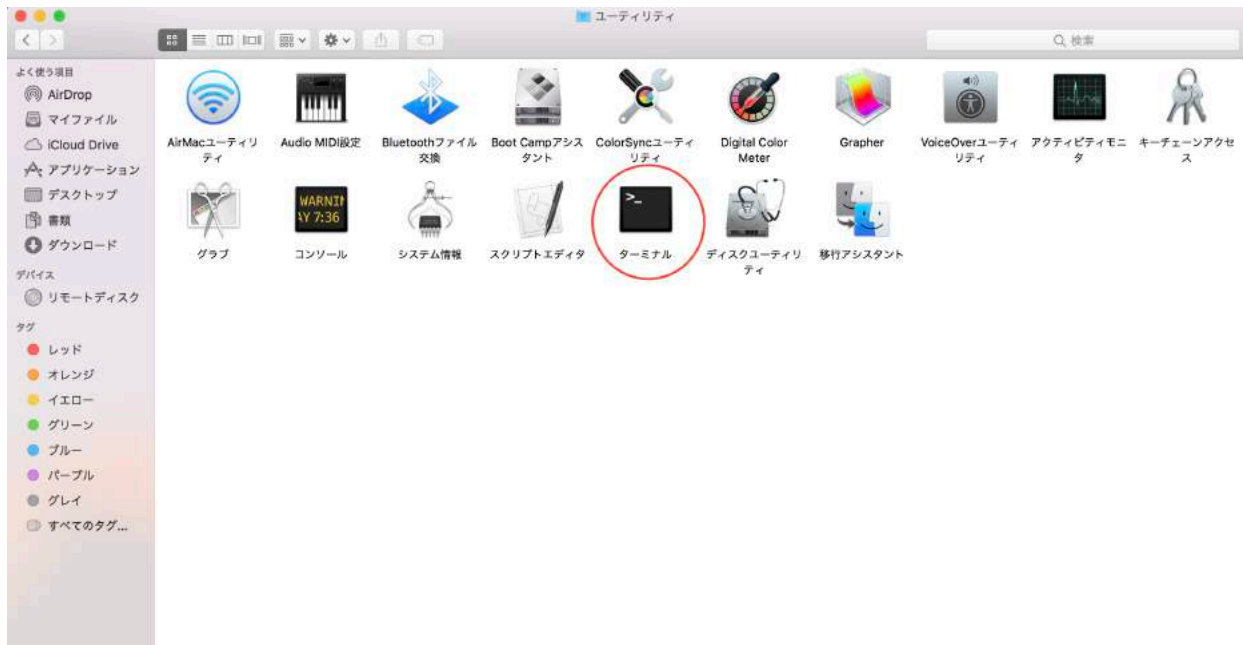 ユーティリティ
検索
よく使う項目
AirDrop
マイファイル
iCloud Drive
アプリケーション
デスクトップ
書類
ダウンロード
デバイス
リモートディスク
タグ
レッド
オレンジ
イエロー
グリーン
ブルー
パープル
グレイ
すべてのタグ...
AirMacユーティリ
ティ
Audio MIDI設定
Bluetoothファイル
交換
Boot Campアシス
タント
ColorSyncユーティ
リティ
Digital Color
Meter
Grapher
VoiceOverユーティ
リティ
アクティビティモニ
タ
キーチェーンアクセ
ス
グラブ
WARNIN
AY 7:36
コンソール
システム情報
スクリプトエディタ
>_
ターミナル
ディスクユーティリ
ティ
移行アシスタント